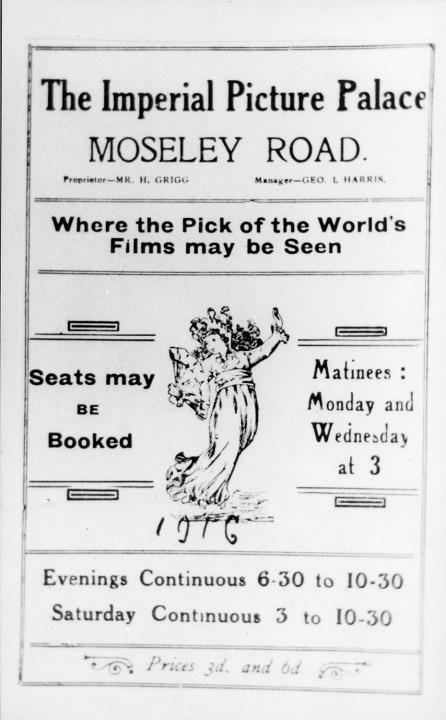 The Imperial Picture Palace
MOSELEY ROAD.
Proprietor—MR. H. GRIGG
Manager—GEO. L HARRIS.
Where the Pick of the World's
Films may be Seen
Seats may
BE
Booked
Matinees :
Monday and
Wednesday
at 3
1916
Evenings Continuous 6-30 to 10-30
Saturday Continuous 3 to 10-30
Prices 3d. and 6d